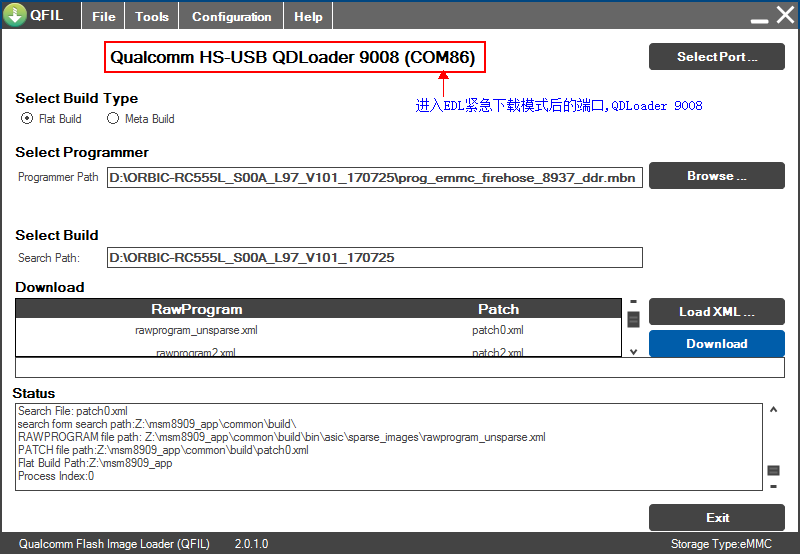 QFIL File Tools Configuration Help
Qualcomm HS-USB QDLoader 9008 (COM86)
Select Port ...
进入EDL紧急下载模式后的端口,QDLoader 9008
Select Build Type
Flat Build Meta Build
Select Programmer
Programmer Path D:\ORBIC-RC555L_S00A_L97_V101_170725\prog_emmc_firehose_8937_ddr.mbn Browse ...
Select Build
Search Path: D:\ORBIC-RC555L_S00A_L97_V101_170725
Download
RawProgram Patch
Load XML ...
rawprogram_unsparse.xml patch0.xml
Download
rawprogram2.xml patch2.xml
Status
Search File: patch0.xml
search form search path:Z:\msm8909_app\common\build\
RAWPROGRAM file path: Z:\msm8909_app\common\build\bin\asic\sparse_images\rawprogram_unsparse.xml
PATCH file path:Z:\msm8909_app\common\build\patch0.xml
Flat Build Path:Z:\msm8909_app
Process Index:0
Exit
Qualcomm Flash Image Loader (QFIL) 2.0.1.0 Storage Type:eMMC